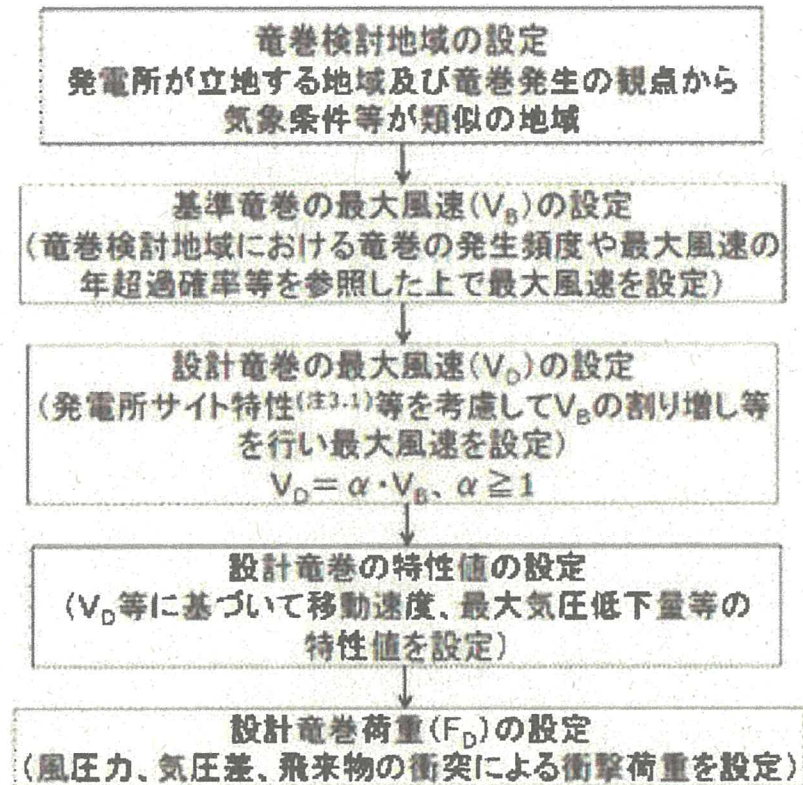 竜巻検討地域の設定
発電所が立地する地域及び竜巻発生の観点から
気象条件等が類似の地域
基準竜巻の最大風速(V_B)の設定
(竜巻検討地域における竜巻の発生頻度や最大風速の
年超過確率等を参照した上で最大風速を設定)
設計竜巻の最大風速(V_D)の設定
(発電所サイト特性(注3.1)等を考慮してV_Bの割り増し等
を行い最大風速を設定)
V_D=α・V_B、α≧1
設計竜巻の特性値の設定
(V_D等に基づいて移動速度、最大気圧低下量等の
特性値を設定)
設計竜巻荷重(F_D)の設定
(風圧力、気圧差、飛来物の衝突による衝撃荷重を設定)